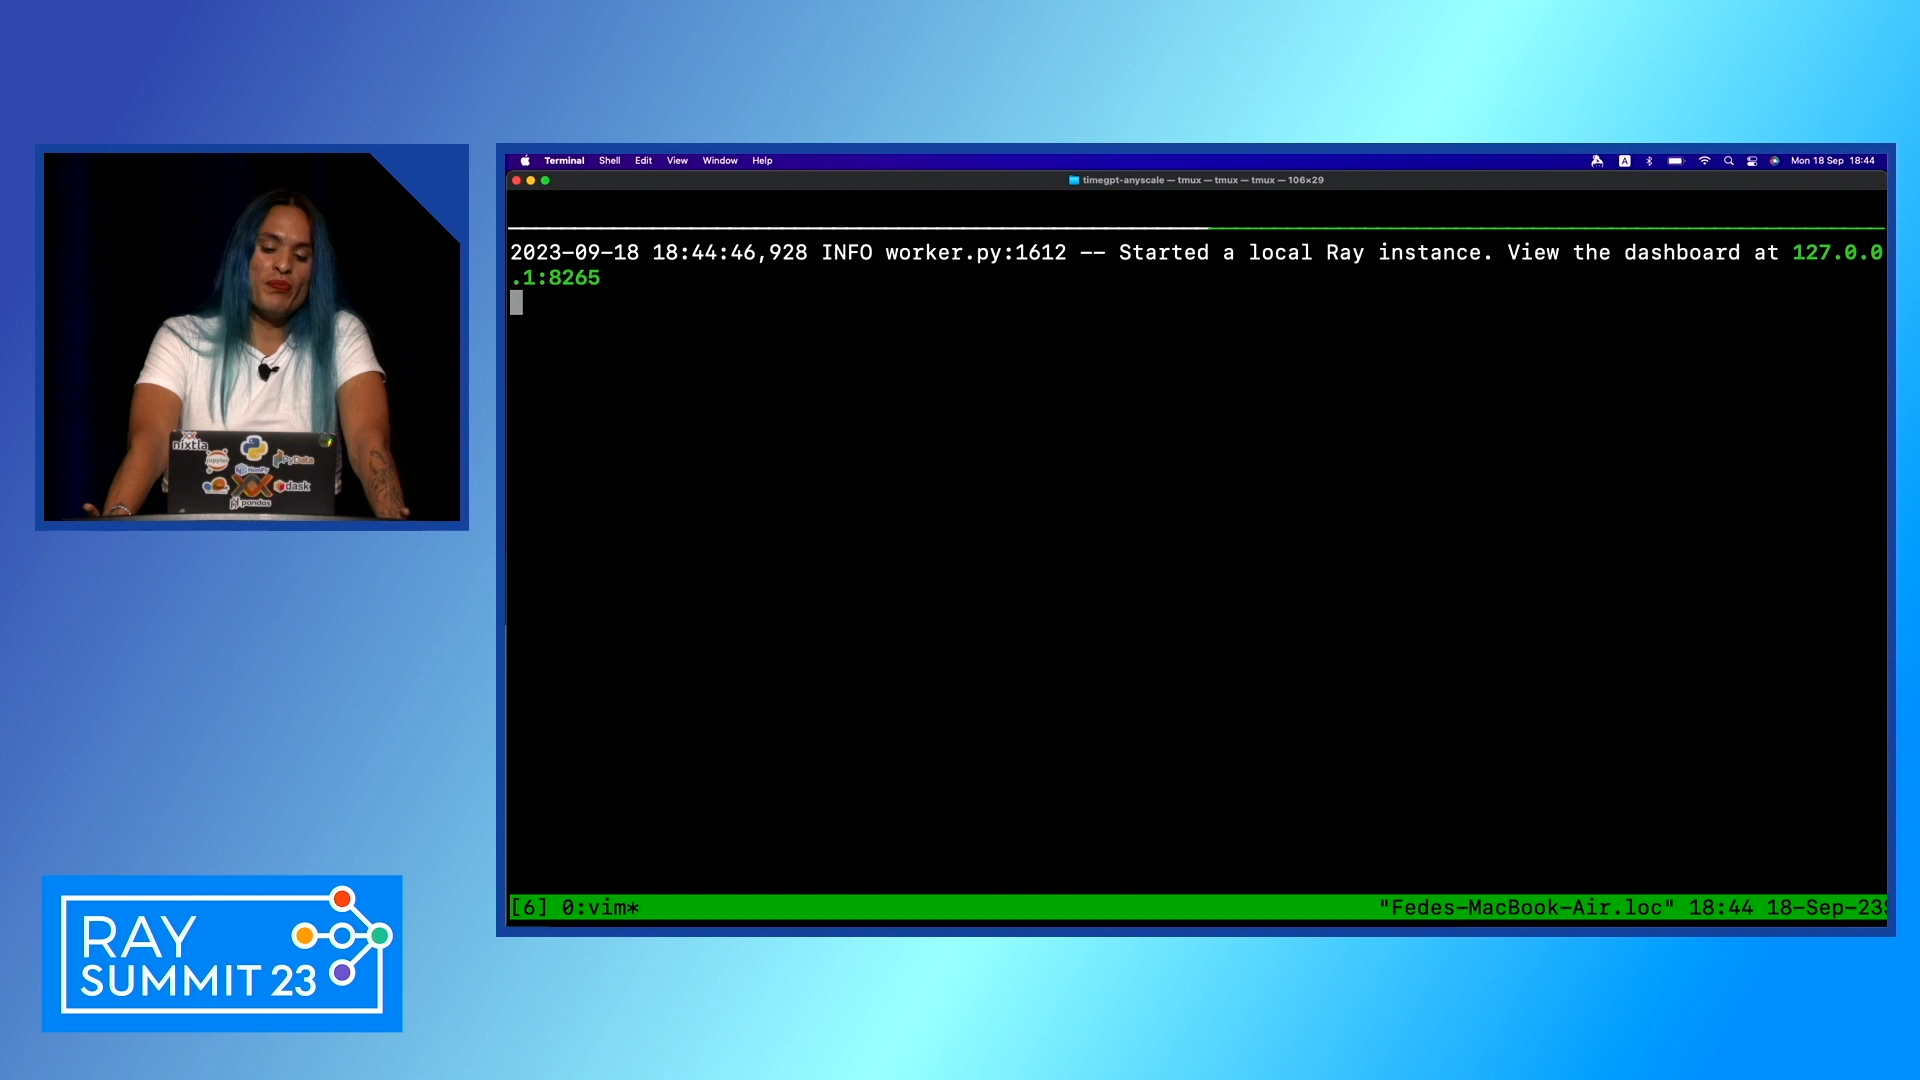 Terminal Shell Edit View Window Help
A
Mon 18 Sep 18:44
timegpt-anyscale — tmux — tmux — tmux — 106×29
2023-09-18 18:44:46,928 INFO worker.py:1612 -- Started a local Ray instance. View the dashboard at 127.0.0
.1:8265
nixtla
jupyter
PyData
NumPy
dask
pandas
[6] 0:vim*
"Fedes-MacBook-Air.loc" 18:44 18-Sep-23
RAY
SUMMIT 23